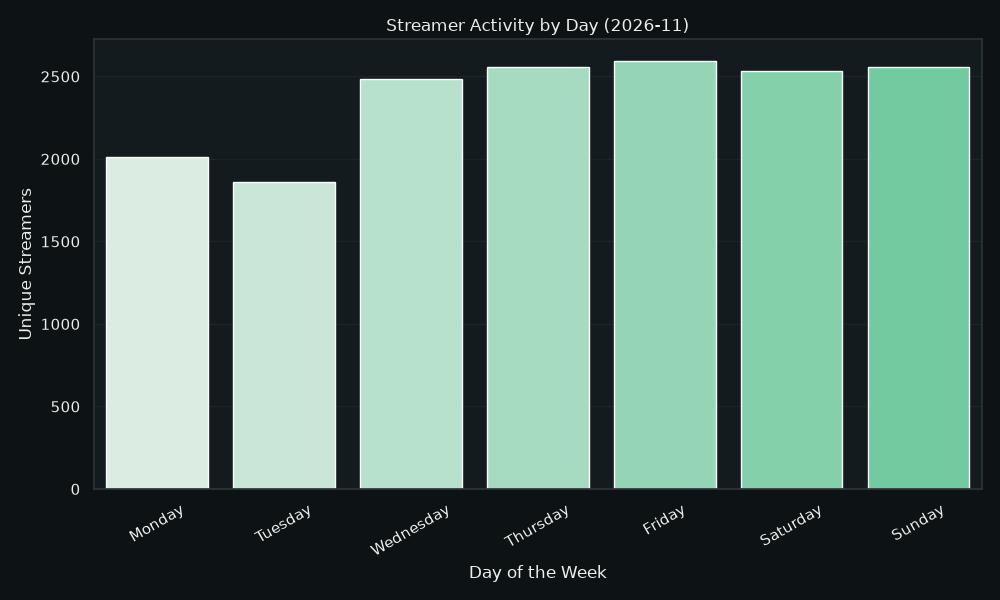 Streamer Activity by Day (2026-11)
Unique Streamers
2500
2000
1500
1000
500
0
Monday
Tuesday
Wednesday
Thursday
Friday
Saturday
Sunday
Day of the Week